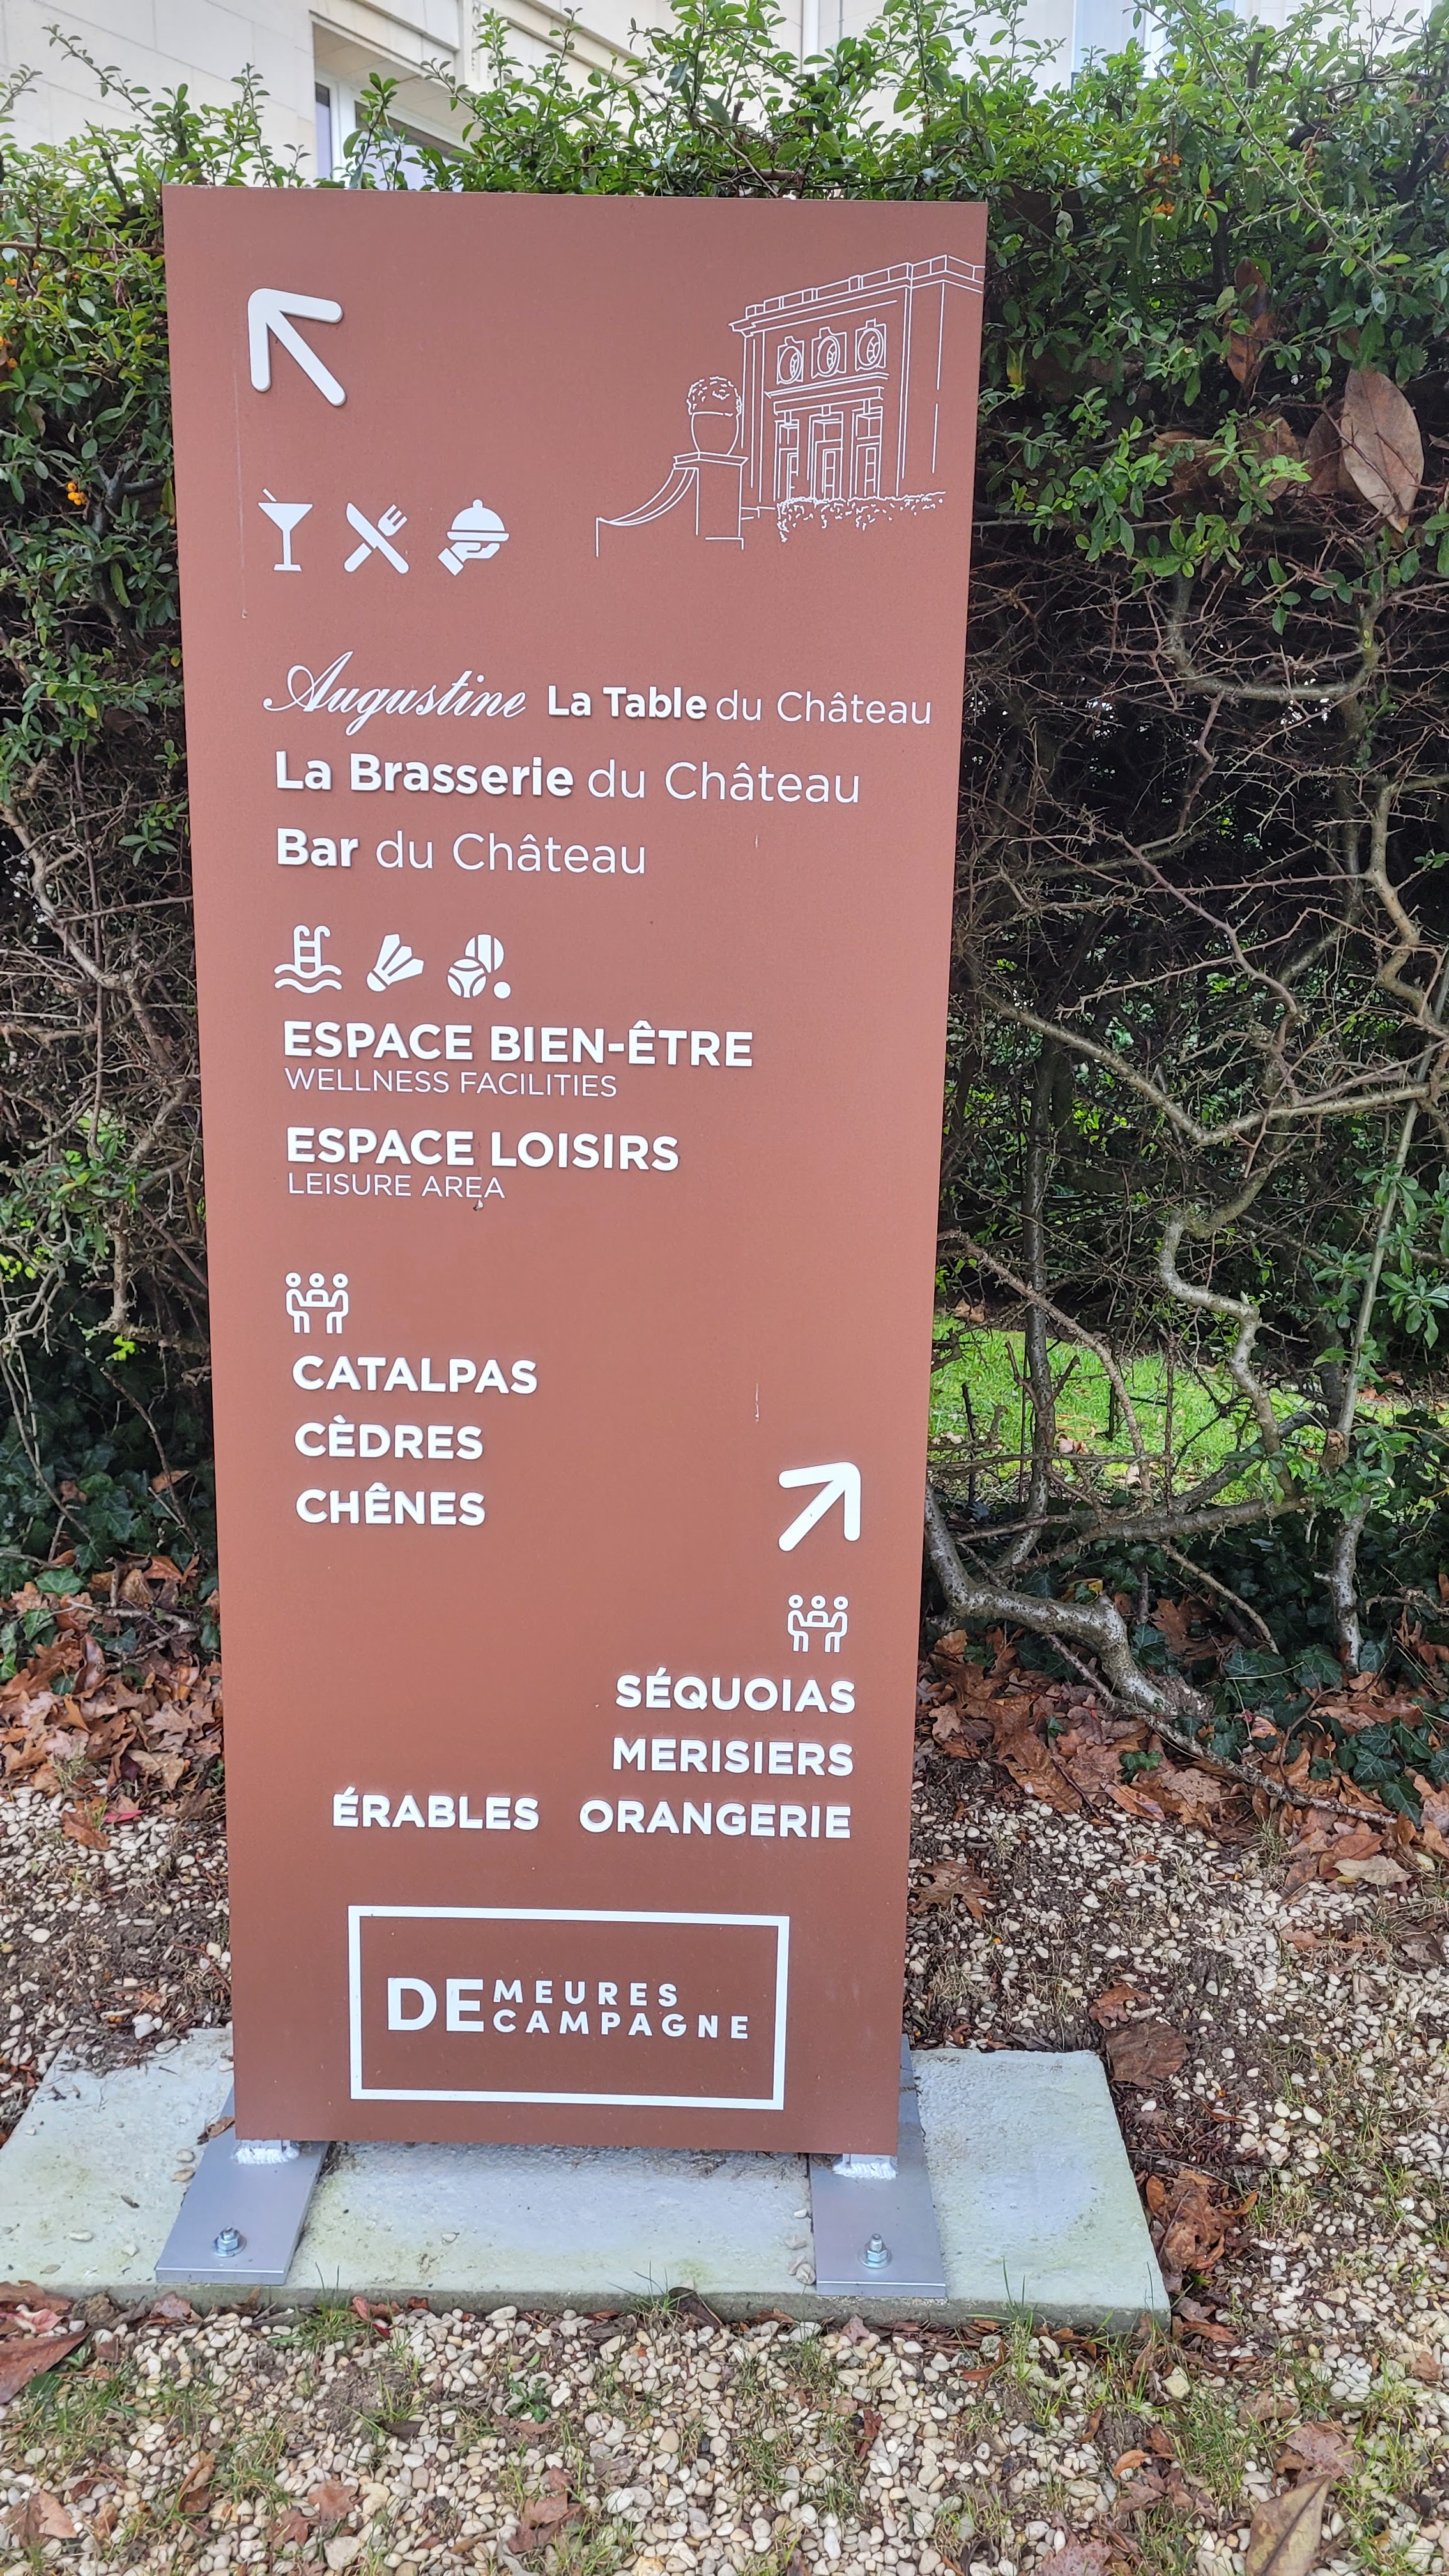 Augustine La Table du Château
La Brasserie du Château
Bar du Château
ESPACE BIEN-ÊTRE
WELLNESS FACILITIES
ESPACE LOISIRS
LEISURE AREA
CATALPAS
CÈDRES
CHÊNES
SÉQUOIAS
MERISIERS
ÉRABLES ORANGERIE
DEMEURES
CAMPAGNE